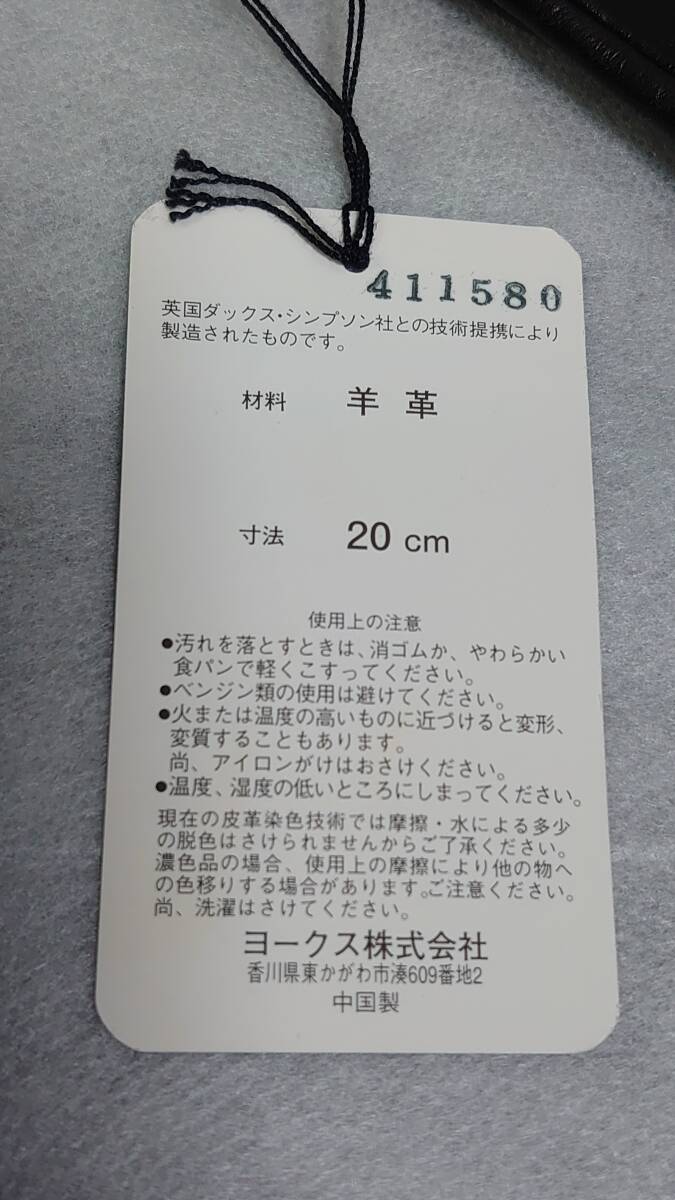 411580
英国ダックス・シンプソン社との技術提携により
製造されたものです。
材料 羊革
寸法 20 cm
使用上の注意
●汚れを落とすときは、消ゴムか、やわらかい
食パンで軽くこすってください。
●ベンジン類の使用は避けてください。
●火または温度の高いものに近づけると変形、
変質することもあります。
尚、アイロンがけはおさけください。
●温度、湿度の低いところにしまってください。
現在の皮革染色技術では摩擦・水による多少
の脱色はさけられませんからご了承ください。
濃色品の場合、使用上の摩擦により他の物へ
の色移りする場合があります。ご注意ください。
尚、洗濯はさけてください。
ヨークス株式会社
香川県東かがわ市湊609番地2
中国製